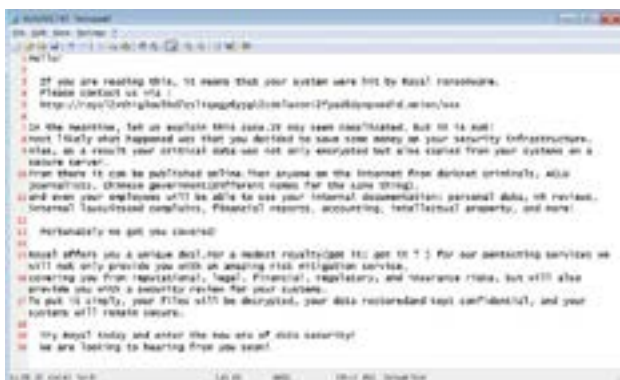 Hello!
If you are reading this, it means that your system were hit by Royal ransomware.
Please contact us via :
In the meantime, let us explain this case.It may seem complicated, but it is not!
Most likely what happened was that you decided to save some money on your security infrastructure.
Alas, as a result your critical data was not only encrypted but also copied from your systems on a
secure server.
From there it can be published online.Then anyone on the internet from darknet criminals, ACLU
journalists, Chinese government(different names for the same thing),
and even your employees will be able to see your internal documentation: personal data, HR reviews,
internal lawsuitsand complains, financial reports, accounting, intellectual property, and more!
Fortunately we got you covered!
Royal offers you a unique deal.For a modest royalty(got it; got it ? ) for our pentesting services we
will not only provide you with an amazing risk mitigation service,
covering you from reputational, legal, financial, regulatory, and insurance risks, but will also
provide you with a security review for your systems.
To put it simply, your files will be decrypted, your data restoredand kept confidential, and your
systems will remain secure.
Try Royal today and enter the new era of data security!
We are looking to hearing from you soon!